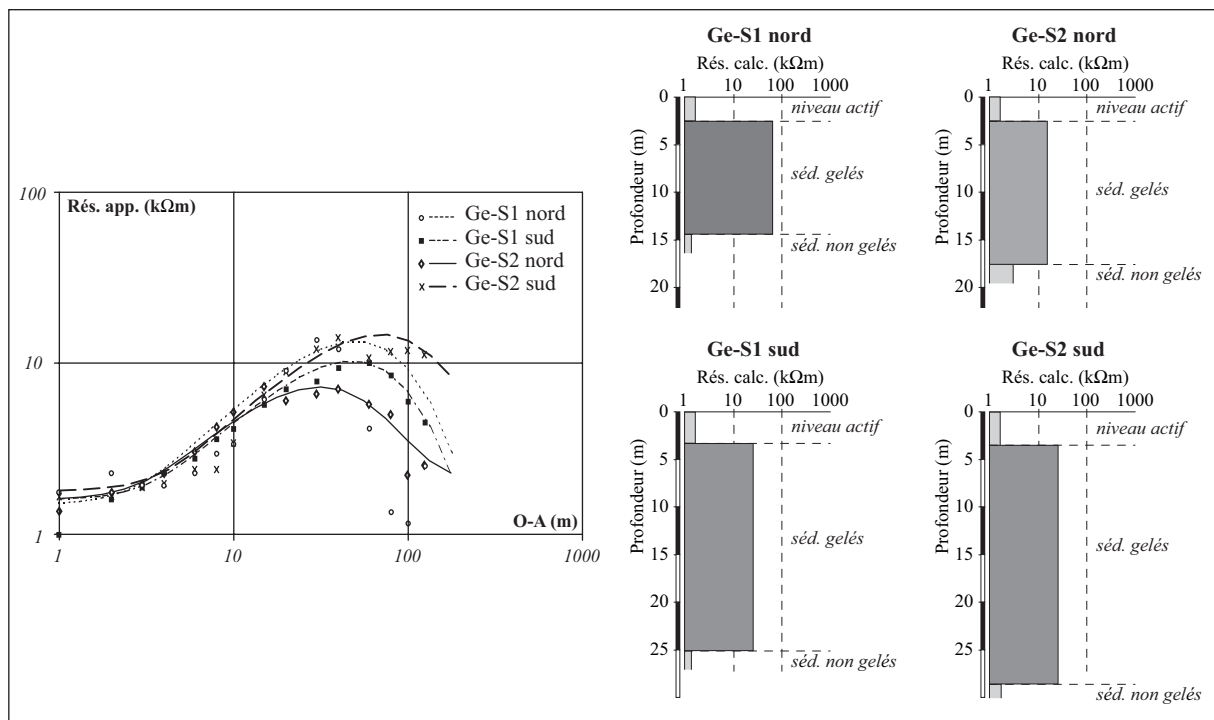 Rés. app. (kΩm)
100
10
1
Ge-S1 nord
Ge-S1 sud
Ge-S2 nord
Ge-S2 sud
O-A (m)
1 10 100 1000
Ge-S1 nord
Rés. calc. (kΩm)
1 10 100 1000
Profondeur (m)
0
5
10
15
20
niveau actif
séd. gelés
séd. non gelés
Ge-S2 nord
Rés. calc. (kΩm)
1 10 100 1000
Profondeur (m)
0
5
10
15
20
niveau actif
séd. gelés
séd. non gelés
Ge-S1 sud
Rés. calc. (kΩm)
1 10 100 1000
Profondeur (m)
0
5
10
15
20
25
niveau actif
séd. gelés
séd. non gelés
Ge-S2 sud
Rés. calc. (kΩm)
1 10 100 1000
Profondeur (m)
0
5
10
15
20
25
niveau actif
séd. gelés
séd. non gelés